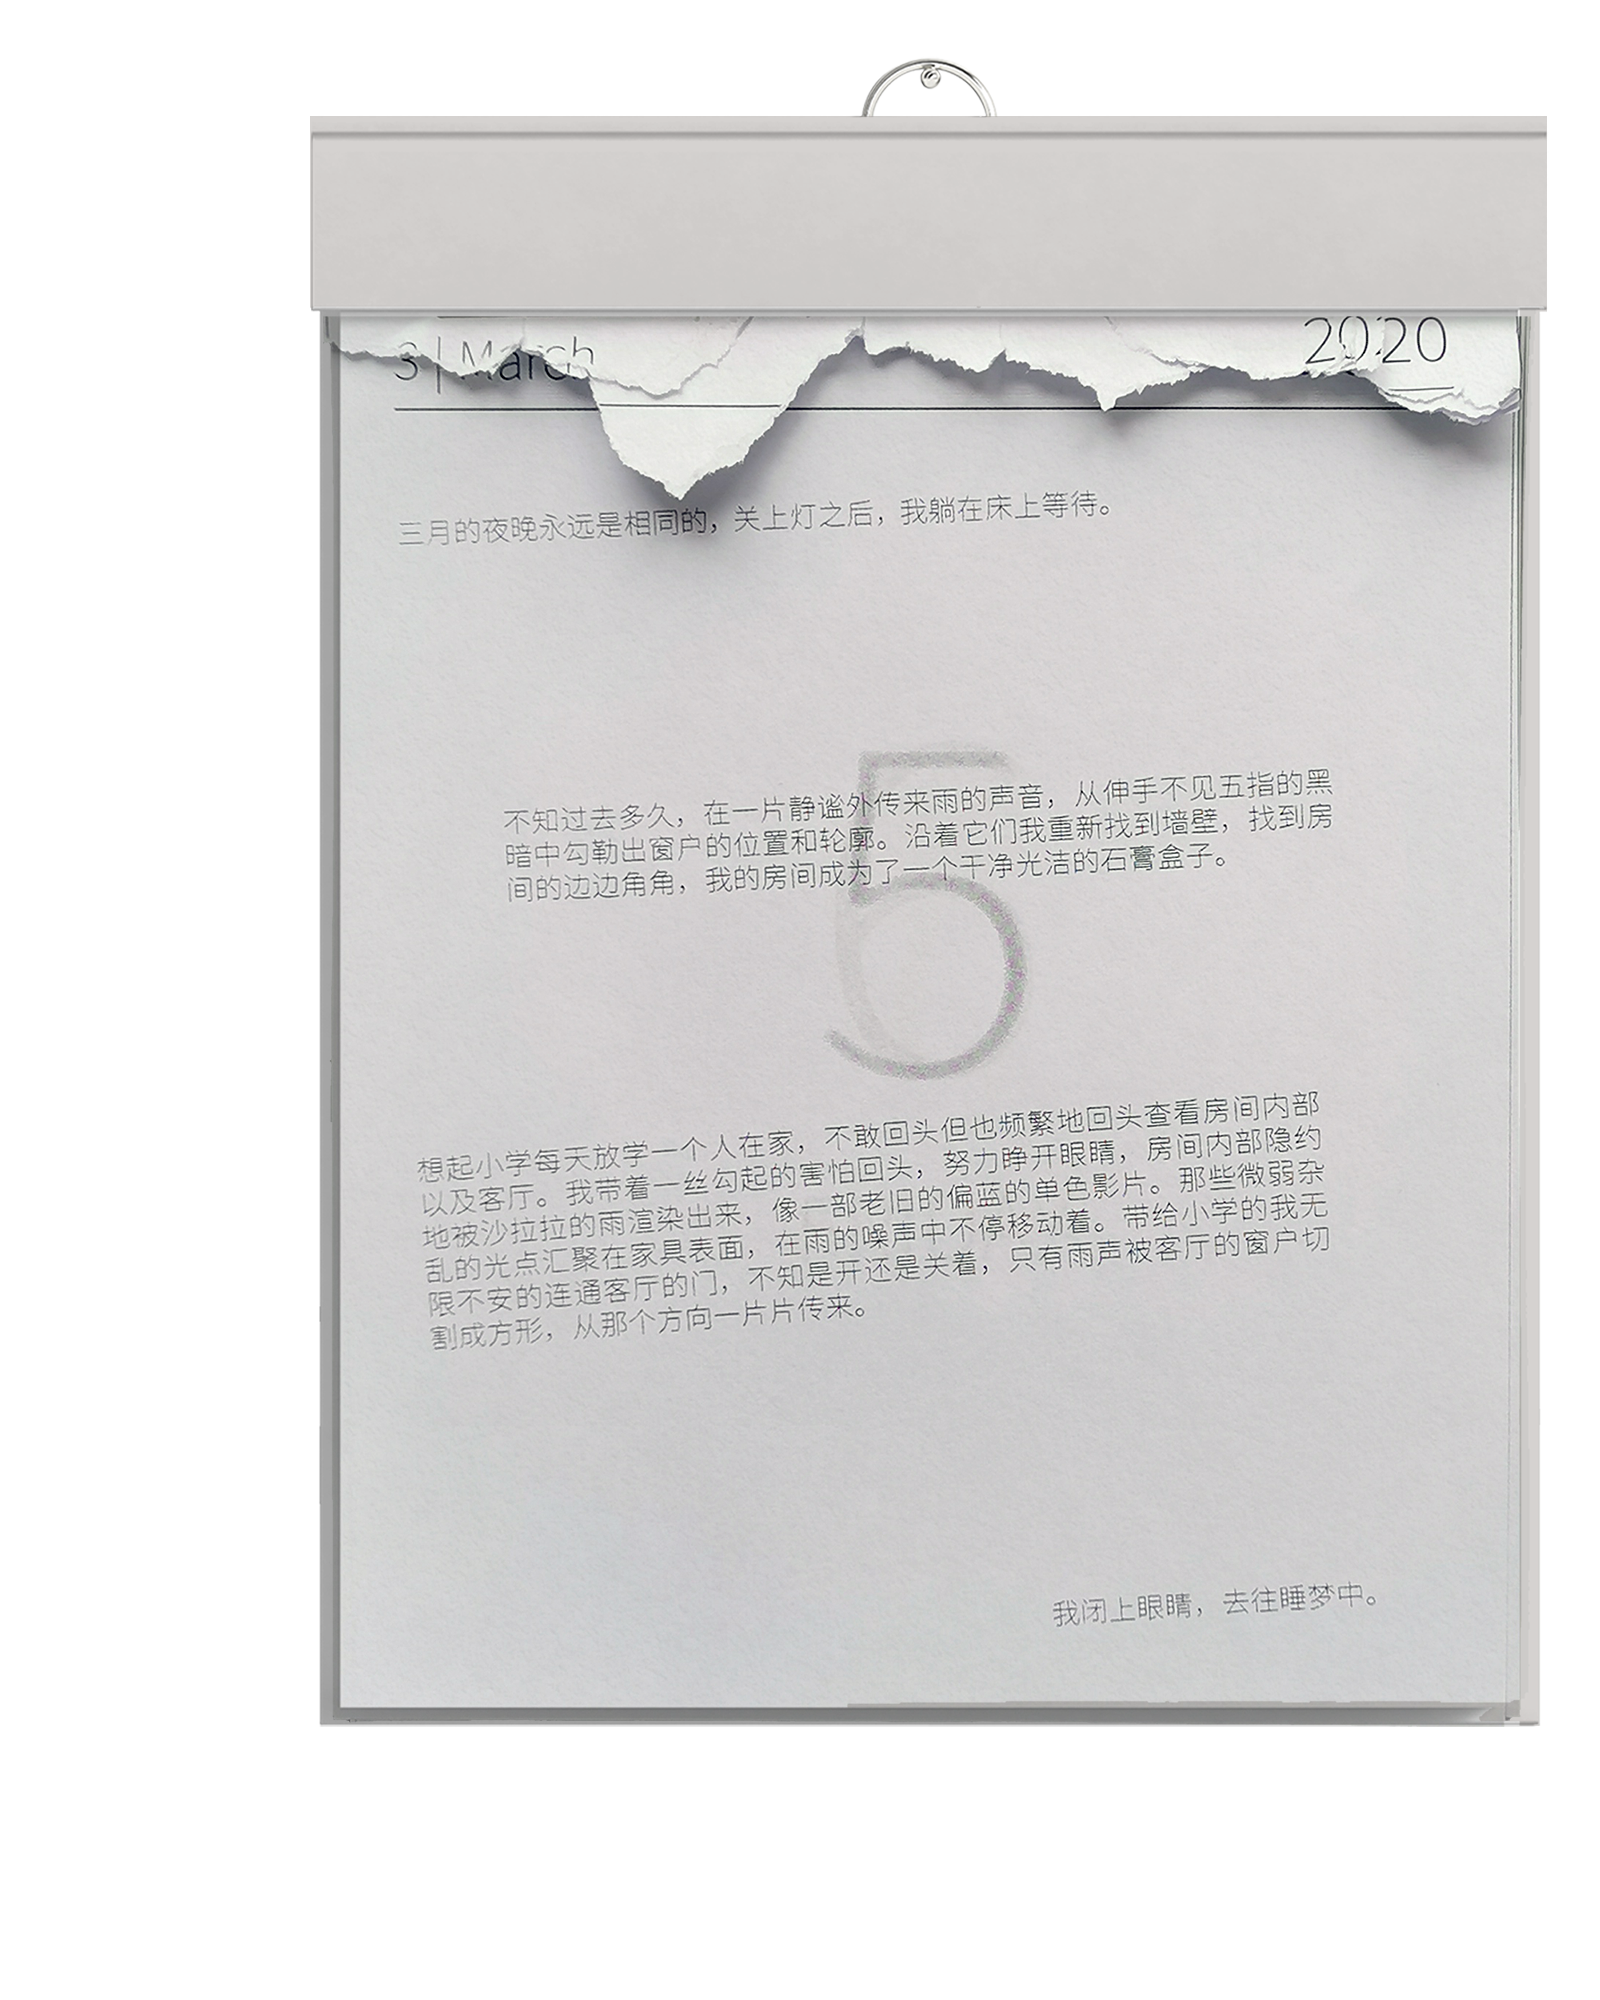 3 | March
2020
三月的夜晚永远是相同的，关上灯之后，我躺在床上等待。
不知过去多久，在一片静谧外传来雨的声音，从伸手不见五指的黑
暗中勾勒出窗户的位置和轮廓。沿着它们我重新找到墙壁，找到房
间的边边角角，我的房间成为了一个干净光洁的石膏盒子。
5
想起小学每天放学一个人在家，不敢回头但也频繁地回头查看房间内部
以及客厅。我带着一丝勾起的害怕回头，努力睁开眼睛，房间内部隐约
地被沙拉拉的雨渲染出来，像一部老旧的偏蓝的单色影片。那些微弱杂
乱的光点汇聚在家具表面，在雨的噪声中不停移动着。带给小学的我无
限不安的连通客厅的门，不知是开还是关着，只有雨声被客厅的窗户切
割成方形，从那个方向一片片传来。
我闭上眼睛，去往睡梦中。